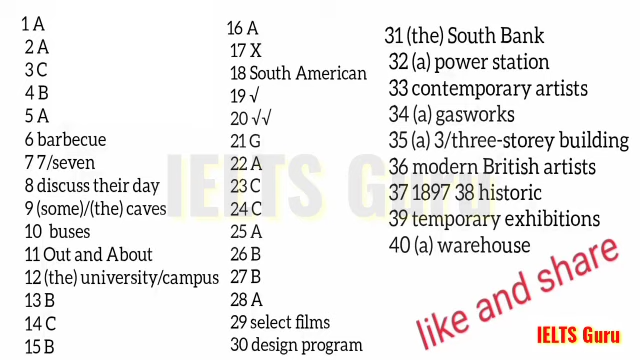 1 A
2 A
3 C
4 B
5 A
6 barbecue
7 7/seven
8 discuss their day
9 (some)/(the) caves
10 buses
11 Out and About
12 (the) university/campus
13 B
14 C
15 B
16 A
17 X
18 South American
19 √
20 √√
21 G
22 A
23 C
24 C
25 A
26 B
27 B
28 A
29 select films
30 design program
31 (the) South Bank
32 (a) power station
33 contemporary artists
34 (a) gasworks
35 (a) 3/three-storey building
36 modern British artists
37 1897 38 historic
39 temporary exhibitions
40 (a) warehouse
IELTS Guru
like and share
IELTS Guru